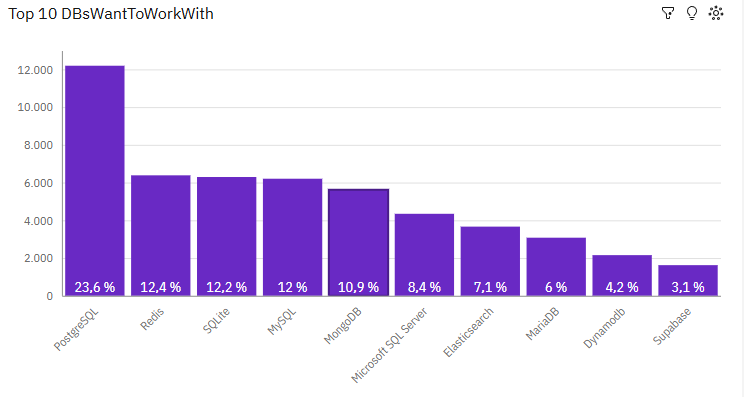 Top 10 DBsWantToWorkWith
12.000
10.000
8.000
6.000
4.000
2.000
0
23,6 %
12,4 %
12,2 %
12 %
10,9 %
8,4 %
7,1 %
6 %
4,2 %
3,1 %
PostgreSQL
Redis
SQLite
MySQL
MongoDB
Microsoft SQL Server
Elasticsearch
MariaDB
Dynamodb
Supabase